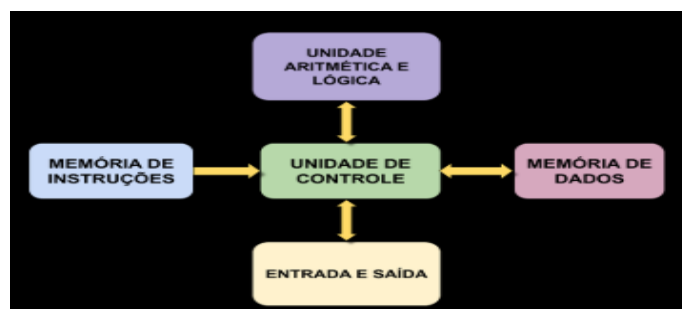 UNIDADE
ARITMÉTICA E
LÓGICA
MEMÓRIA DE
INSTRUÇÕES
UNIDADE DE
CONTROLE
MEMÓRIA DE
DADOS
ENTRADA E SAÍDA